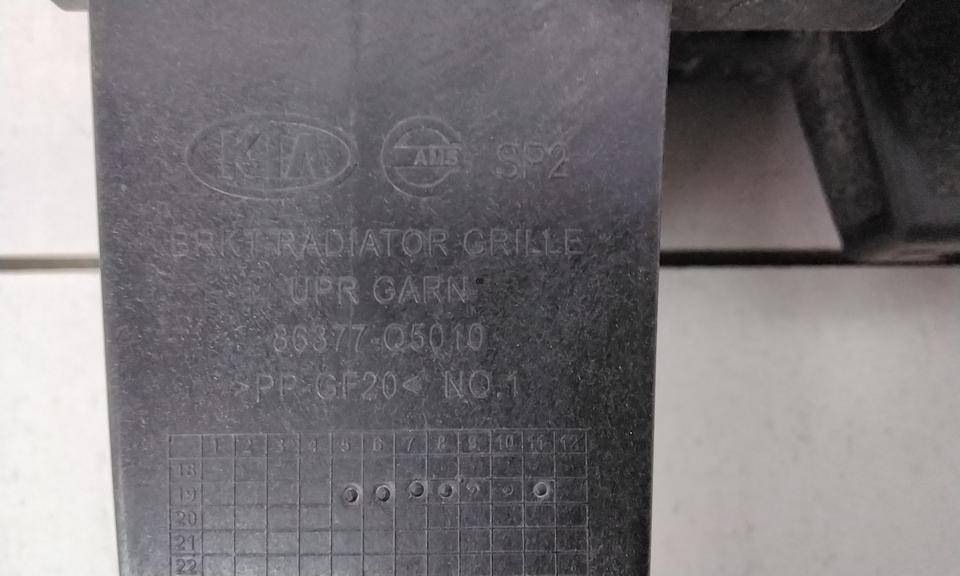 KIA AMS SP2
BRKT RADIATOR GRILLE
UPR GARN
86377-Q5010
>PP-GF20< NO.1
1 2 3 4 5 6 7 8 9 10 11 12
18
19
20
21
22